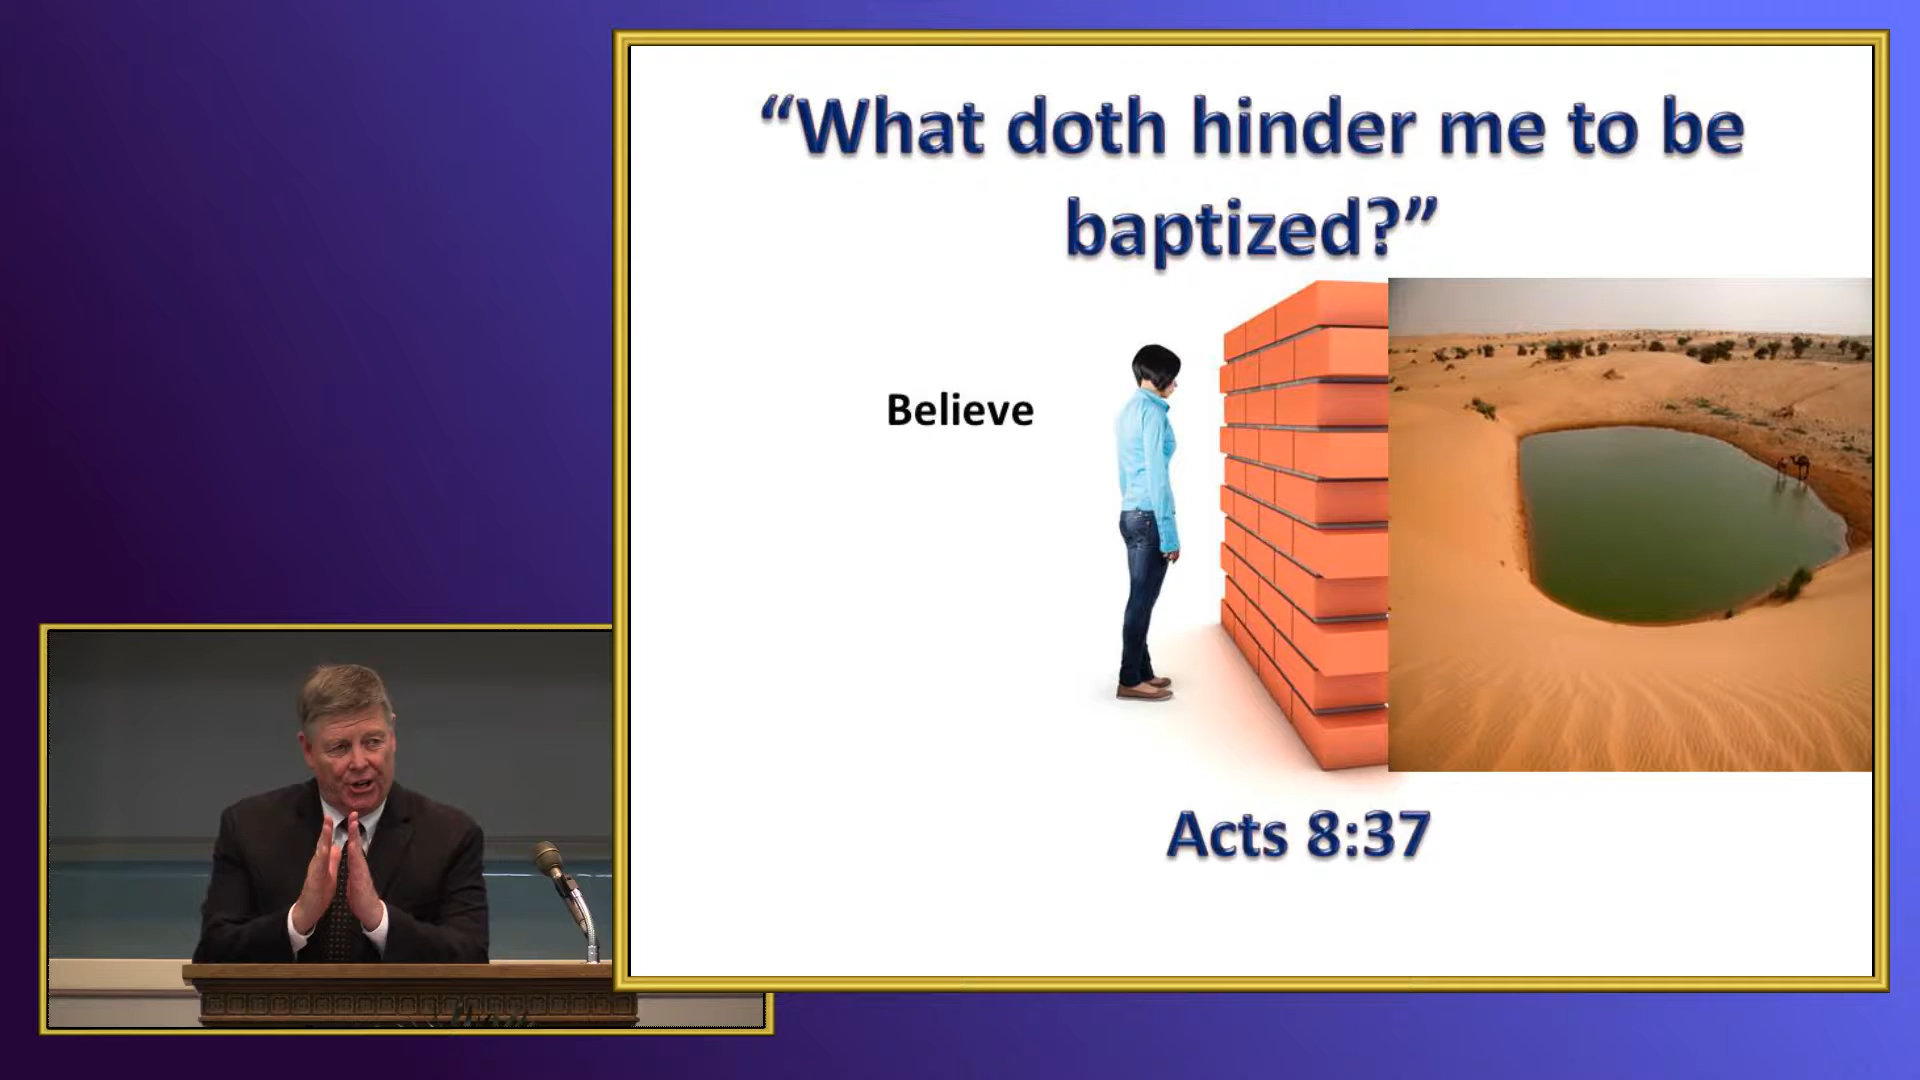 “What doth hinder me to be
baptized?”
Believe
Acts 8:37